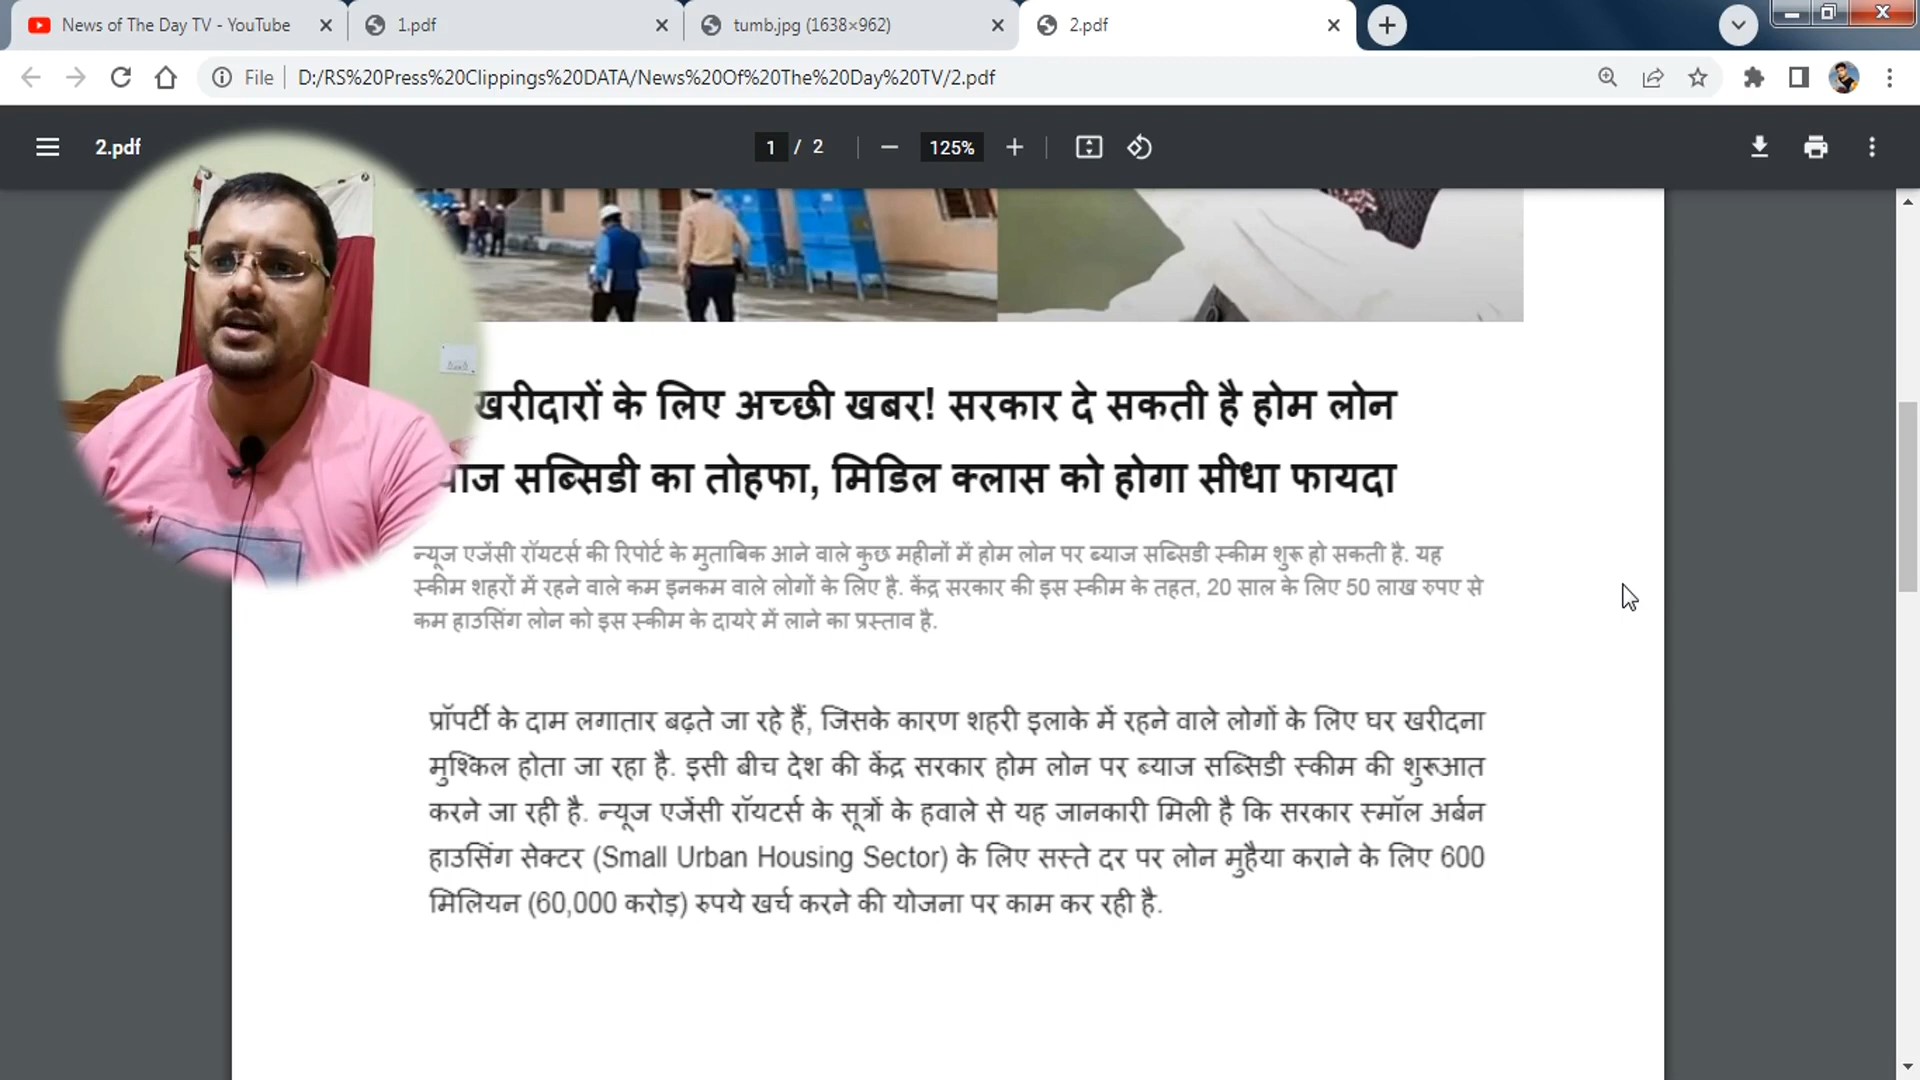 News of The Day TV - YouTube
1.pdf
tumb.jpg (1638×962)
2.pdf
File
D:/RS%20Press%20Clippings%20DATA/News%20Of%20The%20Day%20TV/2.pdf
2.pdf
1 / 2
125%
खरीदारों के लिए अच्छी खबर! सरकार दे सकती है होम लोन
सब्सिडी का तोहफा, मिडिल क्लास को होगा सीधा फायदा
न्यूज एजेंसी रॉयटर्स की रिपोर्ट के मुताबिक आने वाले कुछ महीनों में होम लोन पर ब्याज सब्सिडी स्कीम शुरू हो सकती है. यह
स्कीम शहरों में रहने वाले कम इनकम वाले लोगों के लिए है. केंद्र सरकार की इस स्कीम के तहत, 20 साल के लिए 50 लाख रुपए से
कम हाउसिंग लोन को इस स्कीम के दायरे में लाने का प्रस्ताव है.
प्रॉपर्टी के दाम लगातार बढ़ते जा रहे हैं, जिसके कारण शहरी इलाके में रहने वाले लोगों के लिए घर खरीदना
मुश्किल होता जा रहा है. इसी बीच देश की केंद्र सरकार होम लोन पर ब्याज सब्सिडी स्कीम की शुरूआत
करने जा रही है. न्यूज एजेंसी रॉयटर्स के सूत्रों के हवाले से यह जानकारी मिली है कि सरकार स्मॉल अर्बन
हाउसिंग सेक्टर (Small Urban Housing Sector) के लिए सस्ते दर पर लोन मुहैया कराने के लिए 600
मिलियन (60,000 करोड़) रुपये खर्च करने की योजना पर काम कर रही है.